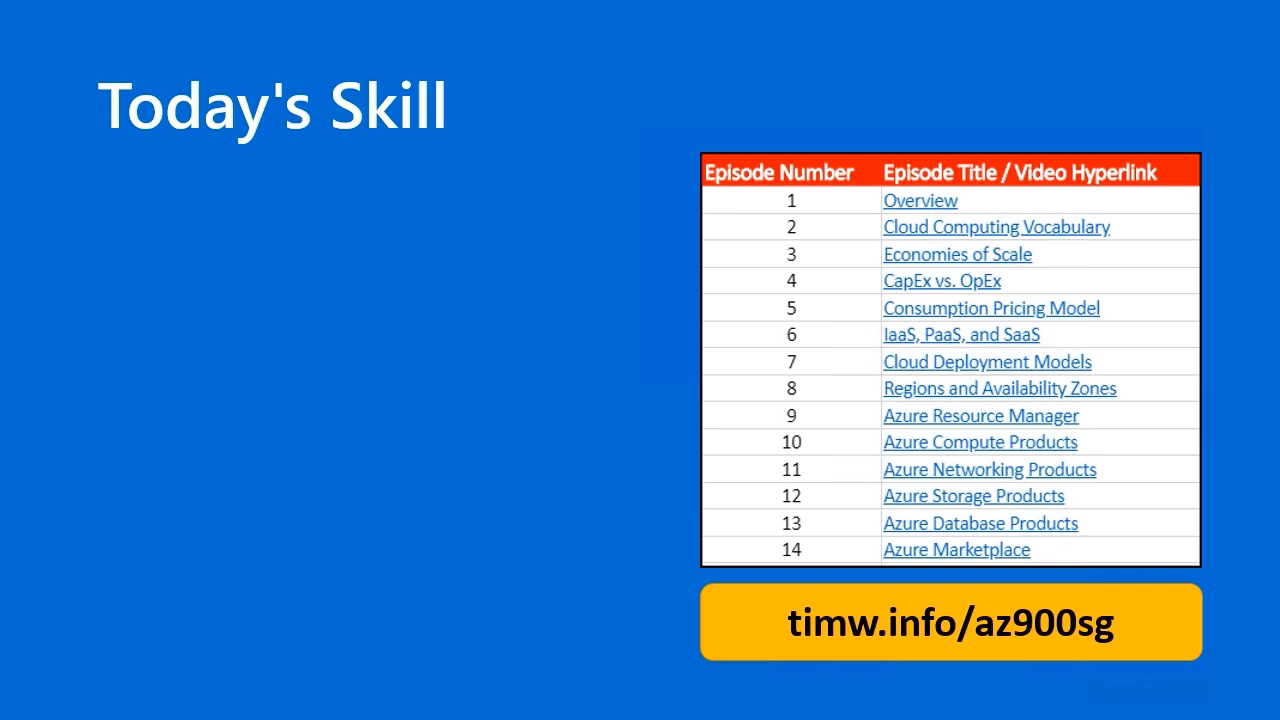 Today's Skill
Episode Number Episode Title / Video Hyperlink
1 Overview
2 Cloud Computing Vocabulary
3 Economies of Scale
4 CapEx vs. OpEx
5 Consumption Pricing Model
6 IaaS, PaaS, and SaaS
7 Cloud Deployment Models
8 Regions and Availability Zones
9 Azure Resource Manager
10 Azure Compute Products
11 Azure Networking Products
12 Azure Storage Products
13 Azure Database Products
14 Azure Marketplace
timw.info/az900sg